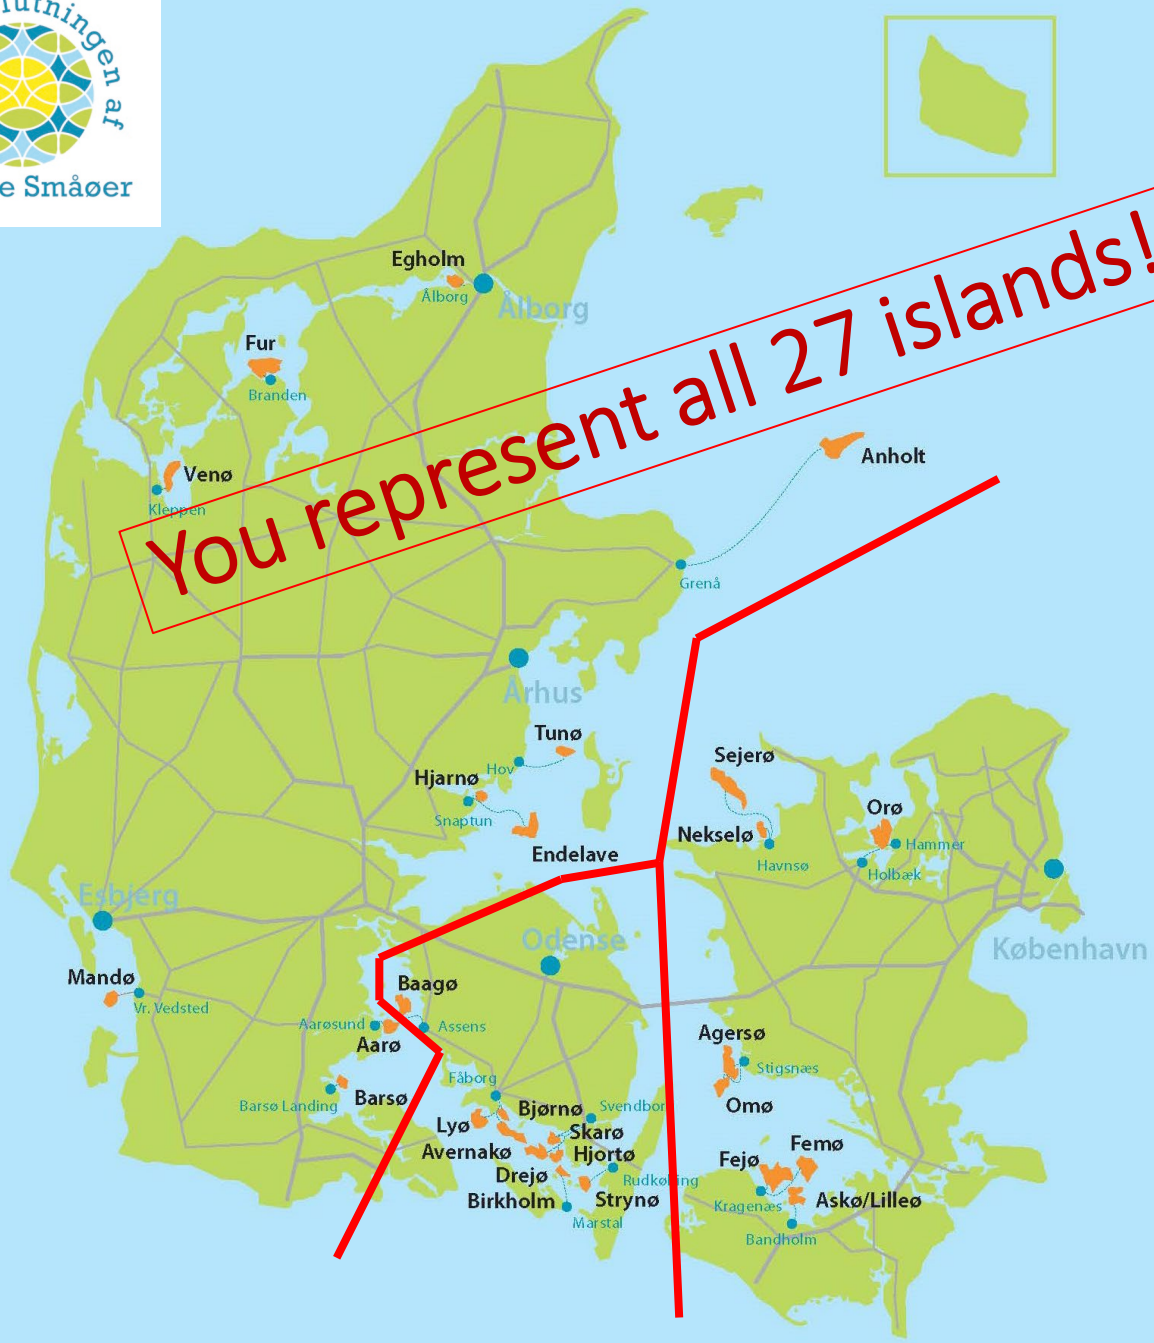 af
e Småøer
Egholm
Ålborg
Ålborg
Fur
Branden
Venø
Kleppen
You represent all 27 islands!
Anholt
Grenå
Århus
Tunø
Hov
Hjarnø
Snaptun
Endelave
Sejerø
Nekselø
Havnsø
Orø
Hammer
Holbæk
København
Esbjerg
Odense
Mandø
Vr. Vedsted
Baagø
Aarøsund
Assens
Aarø
Barsø
Barsø Landing
Fåborg
Bjørnø
Svendbor
Lyø
Skarø
Avernakø
Hjortø
Drejø
Rudkøbing
Birkholm
Strynø
Marstal
Agersø
Stigsnæs
Omø
Femø
Fejø
Kragenæs
Askø/Lilleø
Bandholm